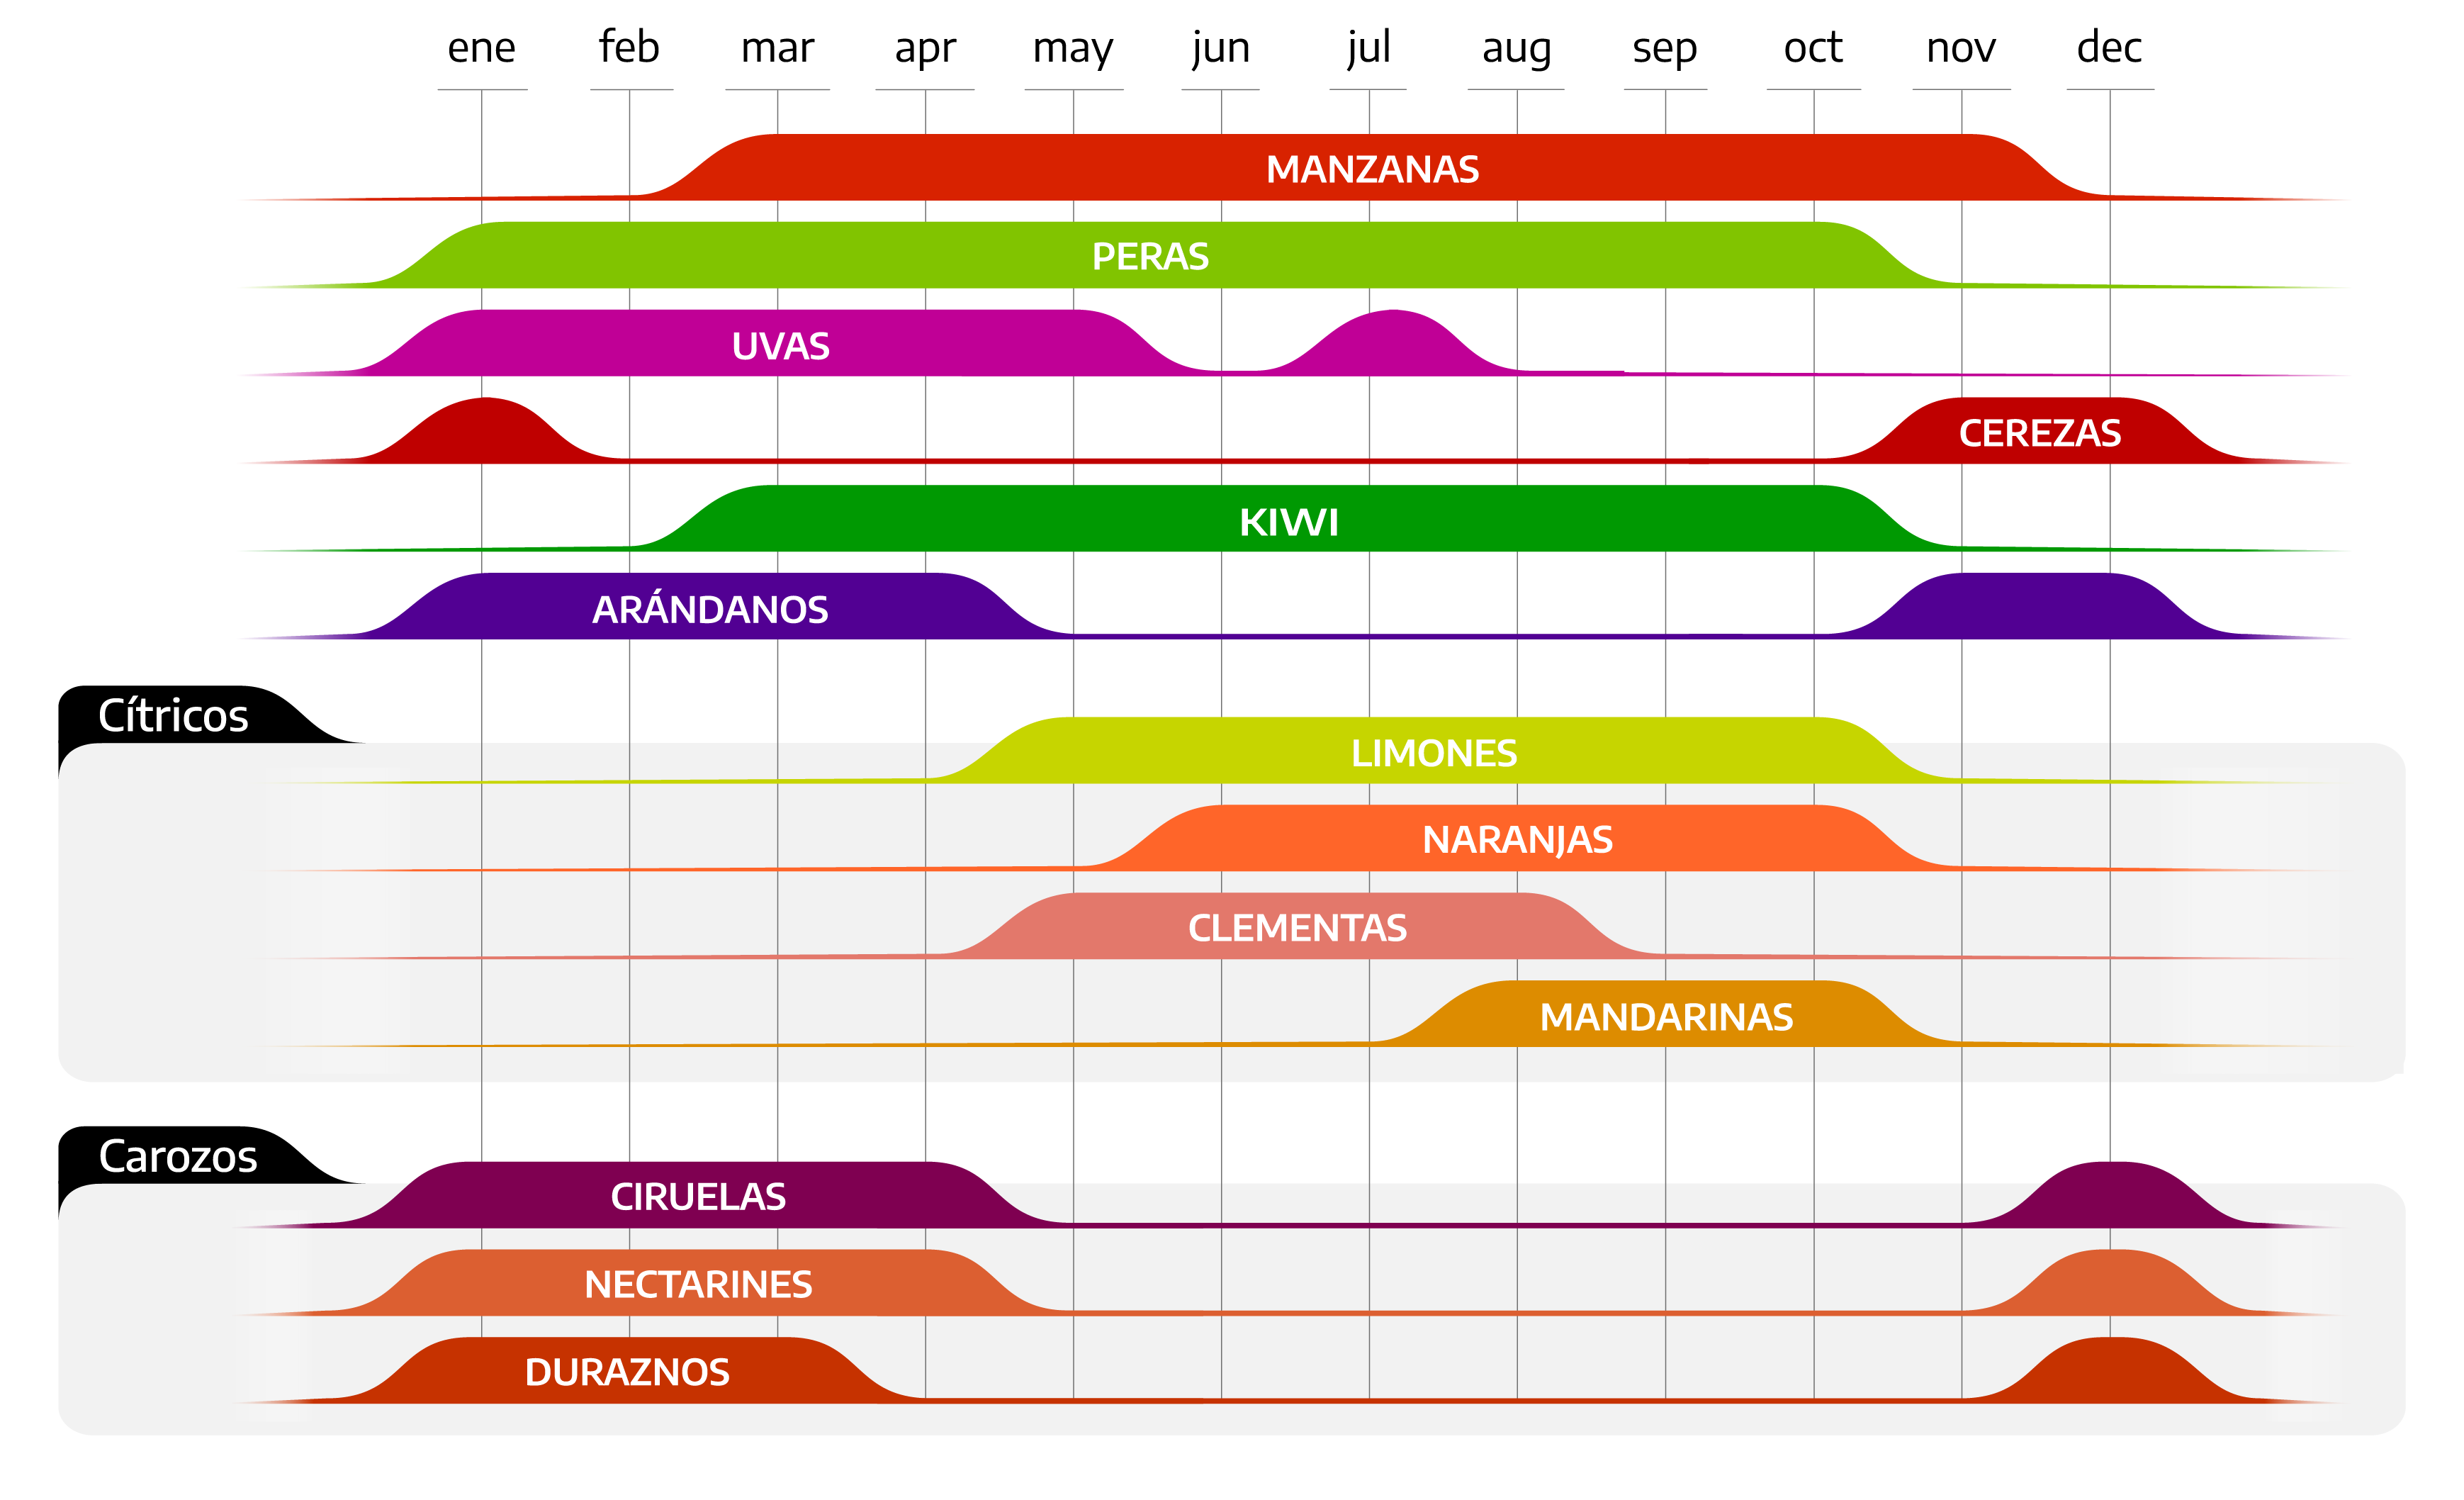 ene feb mar apr may jun jul aug sep oct nov dec
MANZANAS
PERAS
UVAS
CEREZAS
KIWI
ARÁNDANOS
Cítricos
LIMONES
NARANJAS
CLEMENTAS
MANDARINAS
Carozos
CIRUELAS
NECTARINES
DURAZNOS